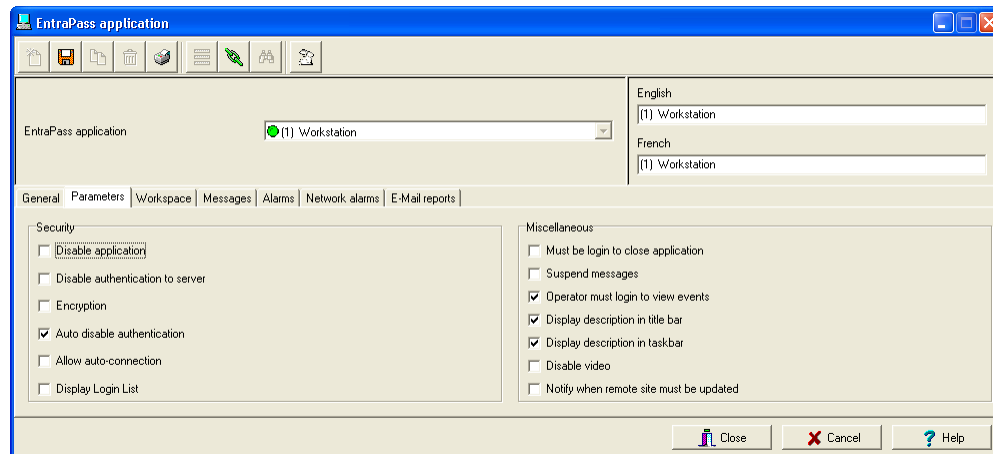 EntraPass application
English
(1) Workstation
EntraPass application
(1) Workstation
French
(1) Workstation
General Parameters Workspace Messages Alarms Network alarms E-Mail reports
Security
Disable application
Disable authentication to server
Encryption
Auto disable authentication
Allow auto-connection
Display Login List
Miscellaneous
Must be login to close application
Suspend messages
Operator must login to view events
Display description in title bar
Display description in taskbar
Disable video
Notify when remote site must be updated
Close Cancel Help